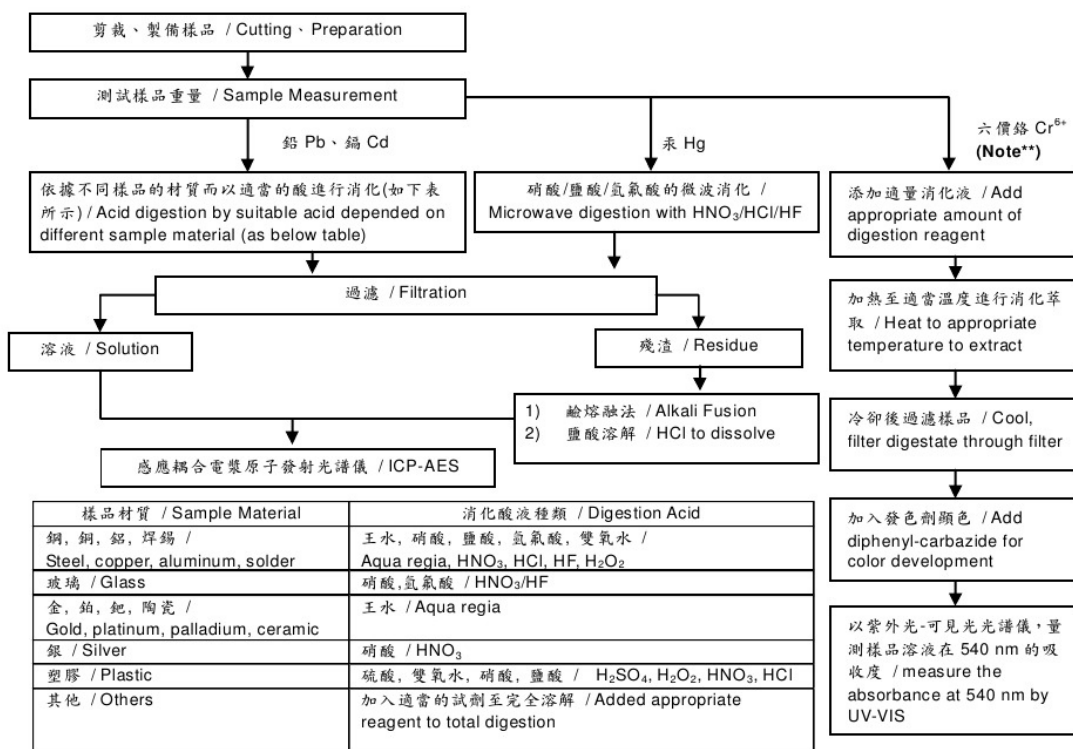 剪裁、製備樣品 / Cutting、Preparation
測試樣品重量 / Sample Measurement
鉛 Pb、鎘 Cd
汞 Hg
六價鉻 Cr⁶⁺
(Note**)
依據不同樣品的材質而以適當的酸進行消化(如下表
所示) / Acid digestion by suitable acid depended on
different sample material (as below table)
硝酸/鹽酸/氫氟酸的微波消化 /
Microwave digestion with HNO₃/HCl/HF
添加適量消化液 / Add
appropriate amount of
digestion reagent
過濾 / Filtration
加熱至適當溫度進行消化萃
取 / Heat to appropriate
temperature to extract
溶液 / Solution
殘渣 / Residue
1) 鹼熔融法 / Alkali Fusion
2) 鹽酸溶解 / HCl to dissolve
冷卻後過濾樣品 / Cool,
filter digestate through filter
感應耦合電漿原子發射光譜儀 / ICP-AES
加入發色劑顯色 / Add
diphenyl-carbazide for
color development
以紫外光-可見光光譜儀，量
測樣品溶液在 540 nm 的吸
收度 / measure the
absorbance at 540 nm by
UV-VIS
樣品材質 / Sample Material
消化酸液種類 / Digestion Acid
鋼, 銅, 鋁, 焊錫 /
Steel, copper, aluminum, solder
王水, 硝酸, 鹽酸, 氫氟酸, 雙氧水 /
Aqua regia, HNO₃, HCl, HF, H₂O₂
玻璃 / Glass
硝酸,氫氟酸 / HNO₃/HF
金, 鉑, 鈀, 陶瓷 /
Gold, platinum, palladium, ceramic
王水 / Aqua regia
銀 / Silver
硝酸 / HNO₃
塑膠 / Plastic
硫酸, 雙氧水, 硝酸, 鹽酸 / H₂SO₄, H₂O₂, HNO₃, HCl
其他 / Others
加入適當的試劑至完全溶解 / Added appropriate
reagent to total digestion